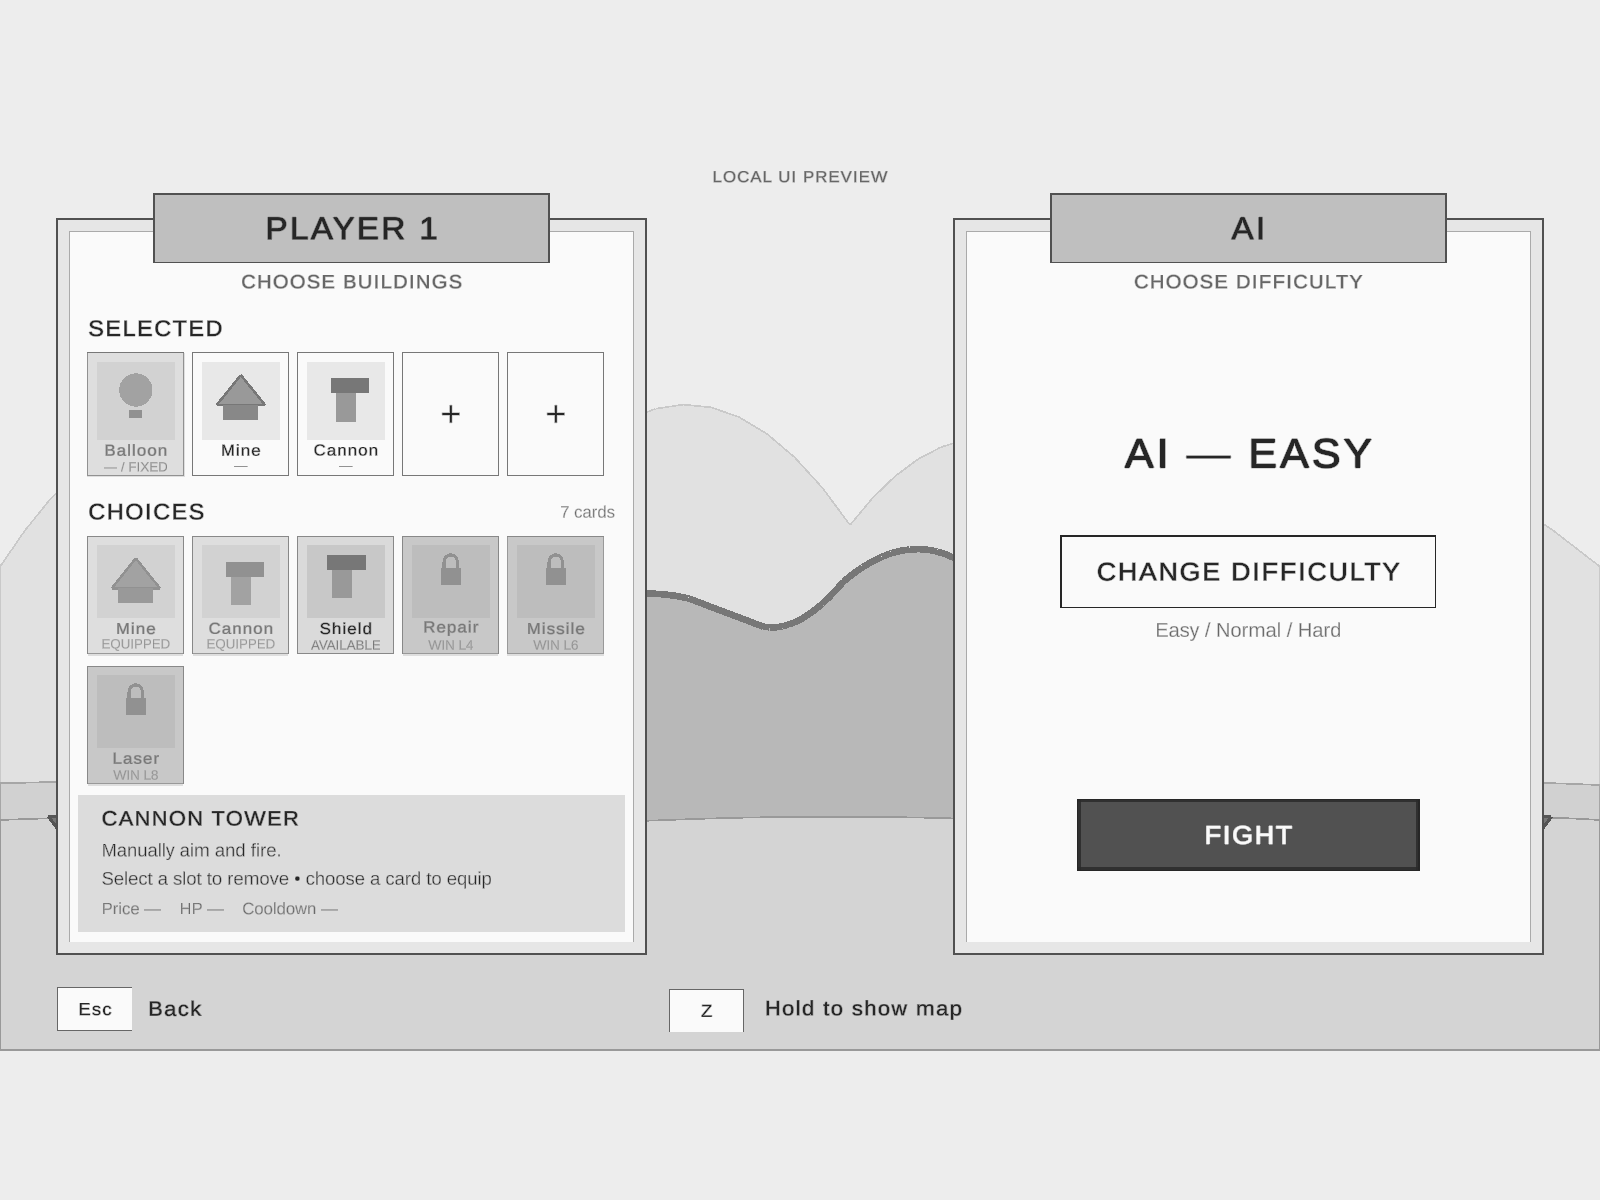 LOCAL UI PREVIEW
PLAYER 1
CHOOSE BUILDINGS
SELECTED
Balloon
— / FIXED
Mine
—
Cannon
—
+
+
CHOICES
7 cards
Mine
EQUIPPED
Cannon
EQUIPPED
Shield
AVAILABLE
Repair
WIN L4
Missile
WIN L6
Laser
WIN L8
CANNON TOWER
Manually aim and fire.
Select a slot to remove • choose a card to equip
Price — HP — Cooldown —
AI
CHOOSE DIFFICULTY
AI — EASY
CHANGE DIFFICULTY
Easy / Normal / Hard
FIGHT
Esc Back
Z Hold to show map